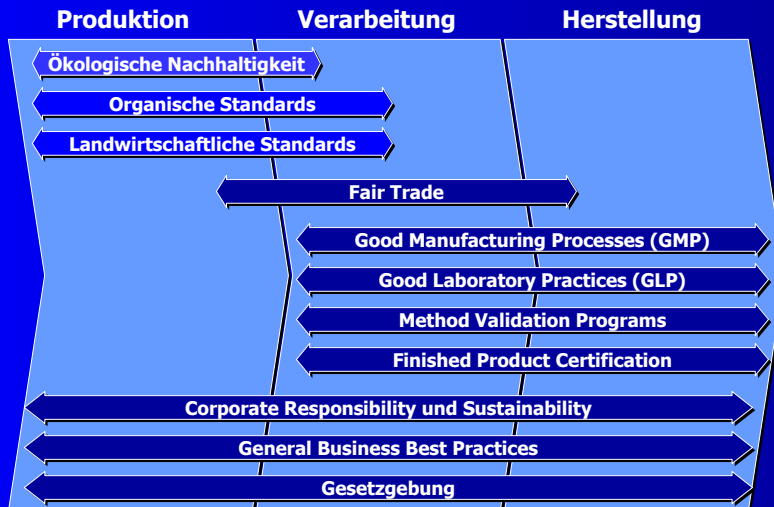 Produktion Verarbeitung Herstellung
Ökologische Nachhaltigkeit
Organische Standards
Landwirtschaftliche Standards
Fair Trade
Good Manufacturing Processes (GMP)
Good Laboratory Practices (GLP)
Method Validation Programs
Finished Product Certification
Corporate Responsibility und Sustainability
General Business Best Practices
Gesetzgebung